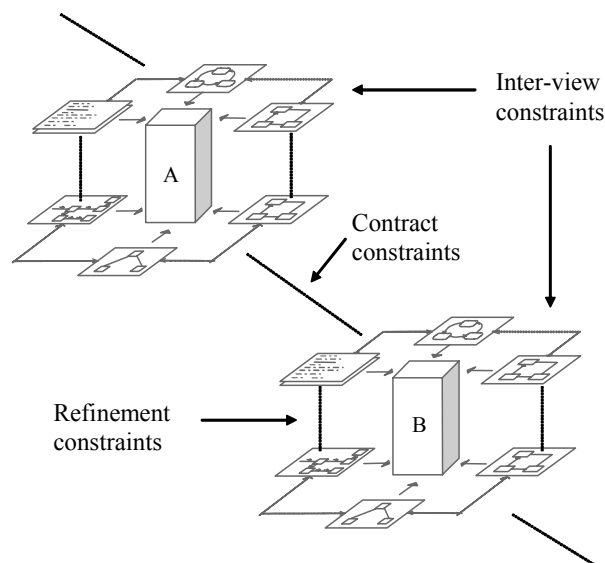 Inter-view
constraints
A
Contract
constraints
B
Refinement
constraints